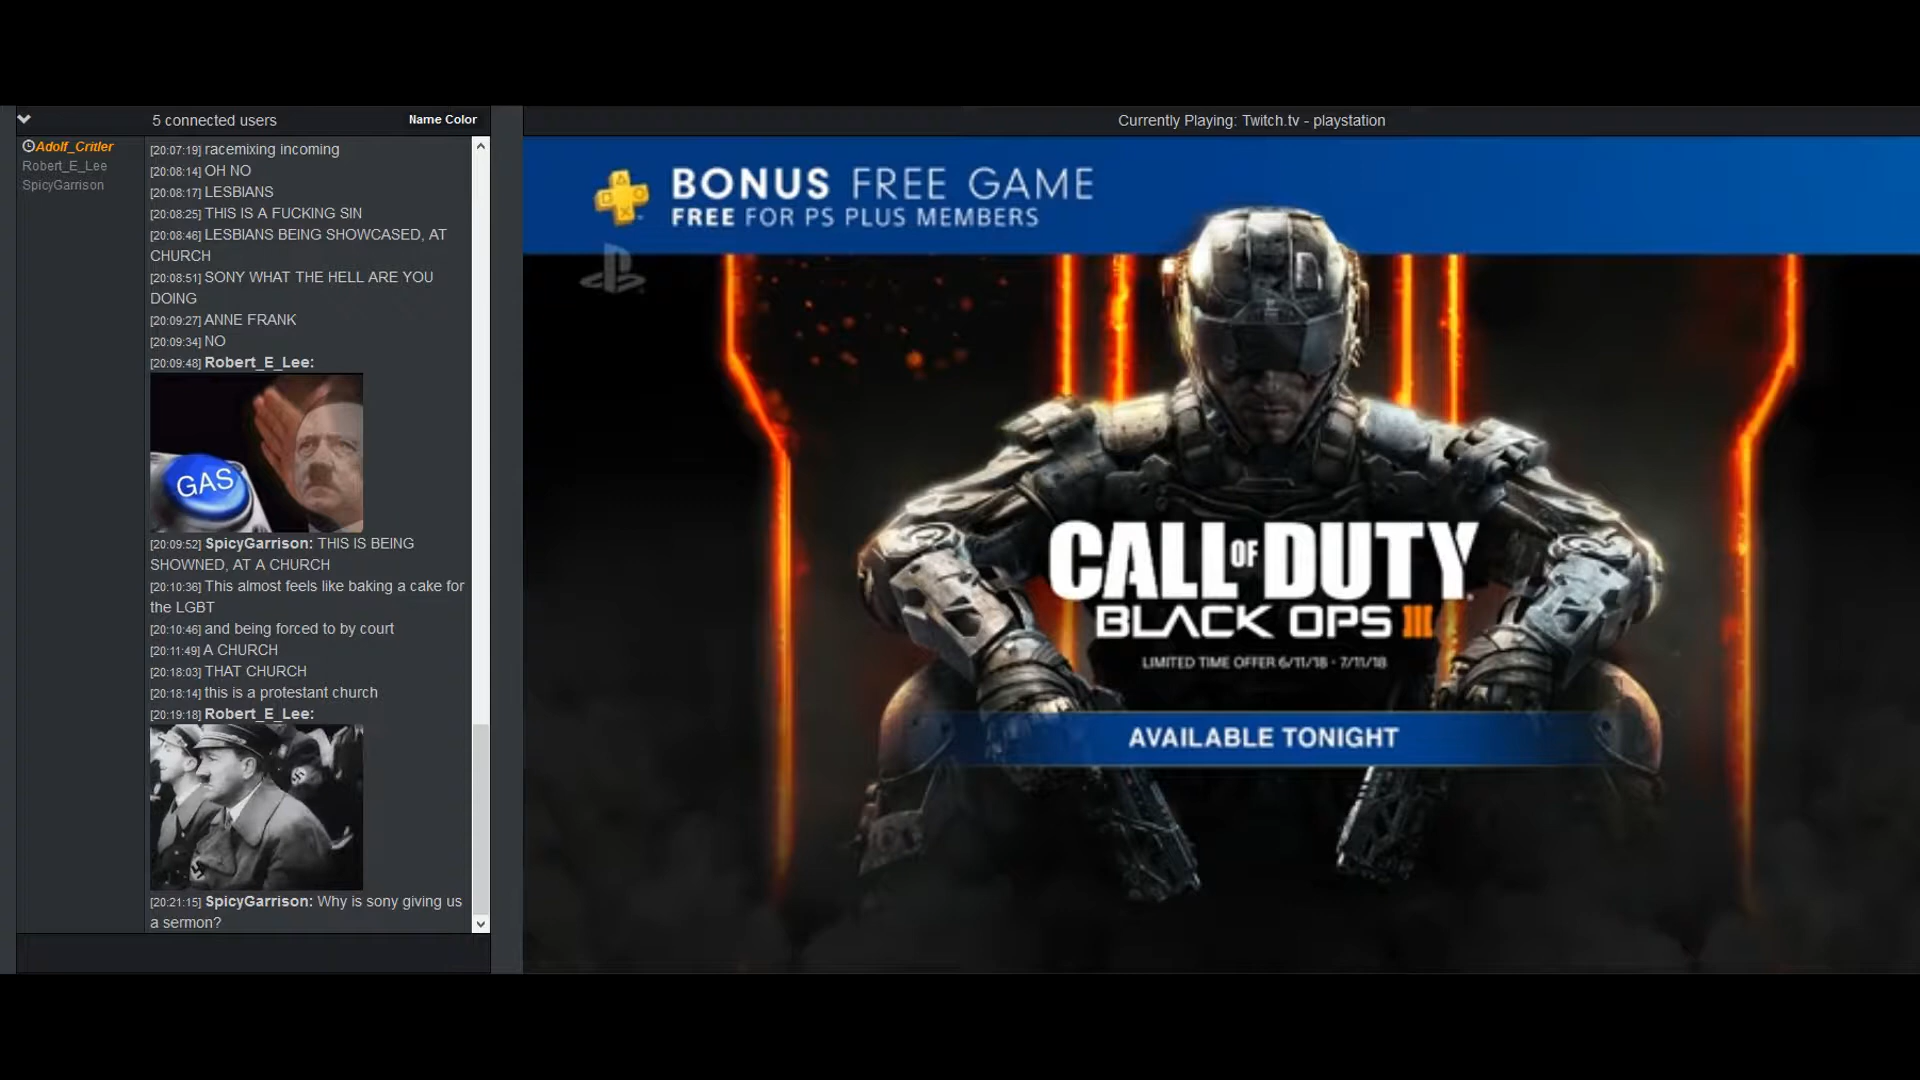 5 connected users
Name Color
Currently Playing: Twitch.tv - playstation
Adolf_Critler
Robert_E_Lee
SpicyGarrison
[20:07:19] racemixing incoming
[20:08:14] OH NO
[20:08:17] LESBIANS
[20:08:25] THIS IS A FUCKING SIN
[20:08:46] LESBIANS BEING SHOWCASED, AT
CHURCH
[20:08:51] SONY WHAT THE HELL ARE YOU
DOING
[20:09:27] ANNE FRANK
[20:09:34] NO
[20:09:48] Robert_E_Lee:
GAS
[20:09:52] SpicyGarrison: THIS IS BEING
SHOWNED, AT A CHURCH
[20:10:36] This almost feels like baking a cake for
the LGBT
[20:10:46] and being forced to by court
[20:11:49] A CHURCH
[20:18:03] THAT CHURCH
[20:18:14] this is a protestant church
[20:19:18] Robert_E_Lee:
[20:21:15] SpicyGarrison: Why is sony giving us
a sermon?
BONUS FREE GAME
FREE FOR PS PLUS MEMBERS
CALL OF DUTY
BLACK OPS III
LIMITED TIME OFFER 6/11/18 - 7/11/18
AVAILABLE TONIGHT